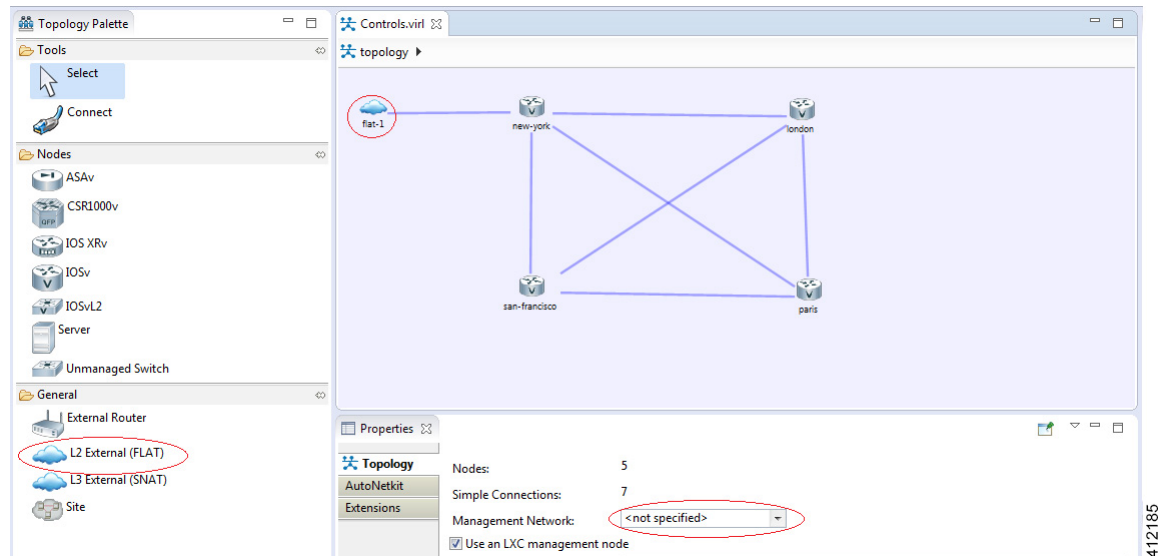 Topology Palette
Tools
Select
Connect
Nodes
ASAv
CSR1000v
IOS XRv
IOSv
IOSvL2
Server
Unmanaged Switch
General
External Router
L2 External (FLAT)
L3 External (SNAT)
Site
Controls.virl
topology
flat-1
new-york
london
san-francisco
paris
Properties
Topology
AutoNetkit
Extensions
Nodes: 5
Simple Connections: 7
Management Network: <not specified>
Use an LXC management node
412185